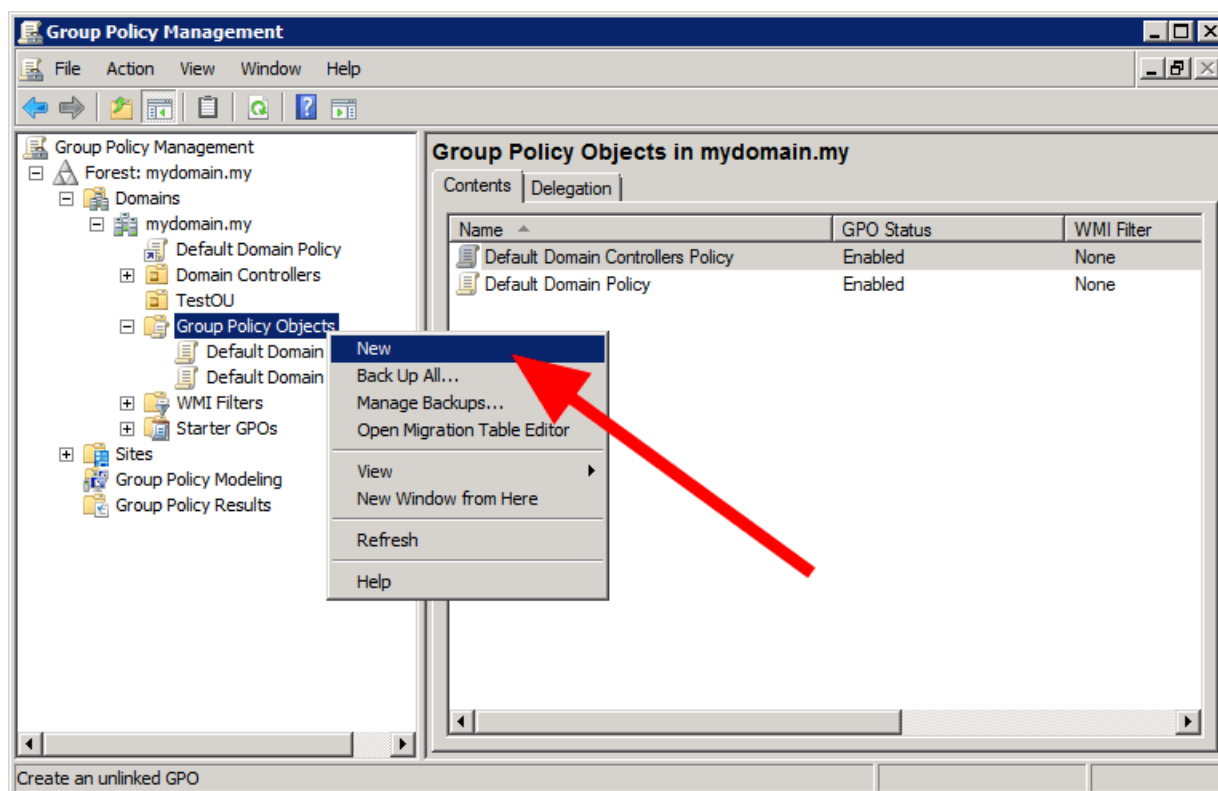 Group Policy Management
File Action View Window Help
Group Policy Management
Forest: mydomain.my
Domains
mydomain.my
Default Domain Policy
Domain Controllers
TestOU
Group Policy Objects
Default Domain
Default Domain
WMI Filters
Starter GPOs
Sites
Group Policy Modeling
Group Policy Results
New
Back Up All...
Manage Backups...
Open Migration Table Editor
View
New Window from Here
Refresh
Help
Group Policy Objects in mydomain.my
Contents Delegation
Name GPO Status WMI Filter
Default Domain Controllers Policy Enabled None
Default Domain Policy Enabled None
Create an unlinked GPO